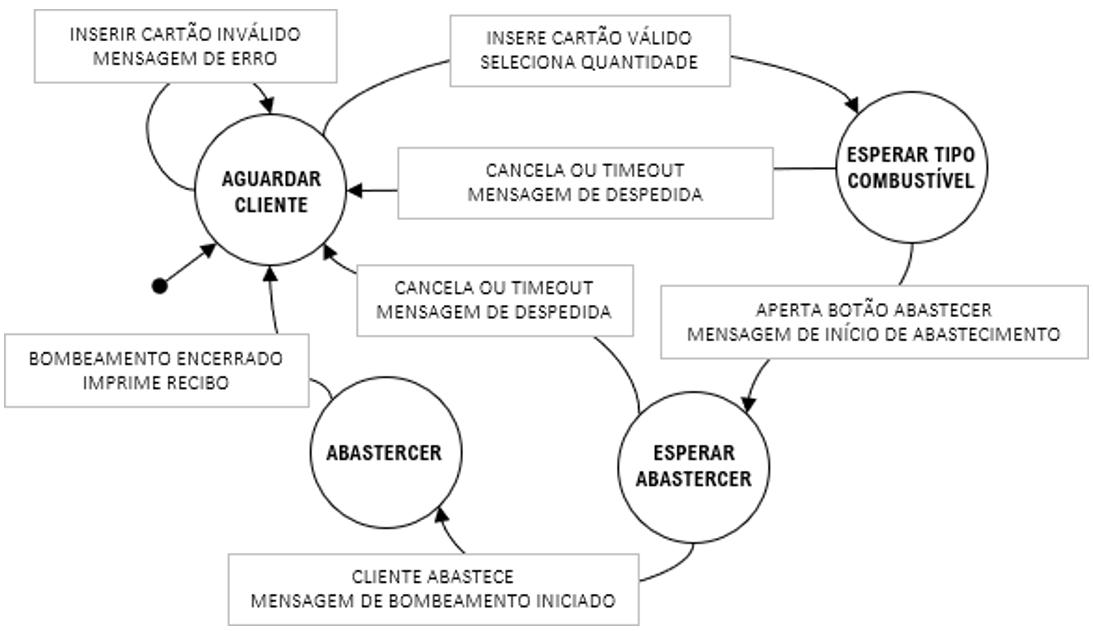 INSERIR CARTÃO INVÁLIDO
MENSAGEM DE ERRO
INSERE CARTÃO VÁLIDO
SELECIONA QUANTIDADE
AGUARDAR
CLIENTE
CANCELA OU TIMEOUT
MENSAGEM DE DESPEDIDA
ESPERAR TIPO
COMBUSTÍVEL
CANCELA OU TIMEOUT
MENSAGEM DE DESPEDIDA
APERTA BOTÃO ABASTECER
MENSAGEM DE INÍCIO DE ABASTECIMENTO
BOMBEAMENTO ENCERRADO
IMPRIME RECIBO
ABASTERCER
ESPERAR
ABASTERCER
CLIENTE ABASTECE
MENSAGEM DE BOMBEAMENTO INICIADO